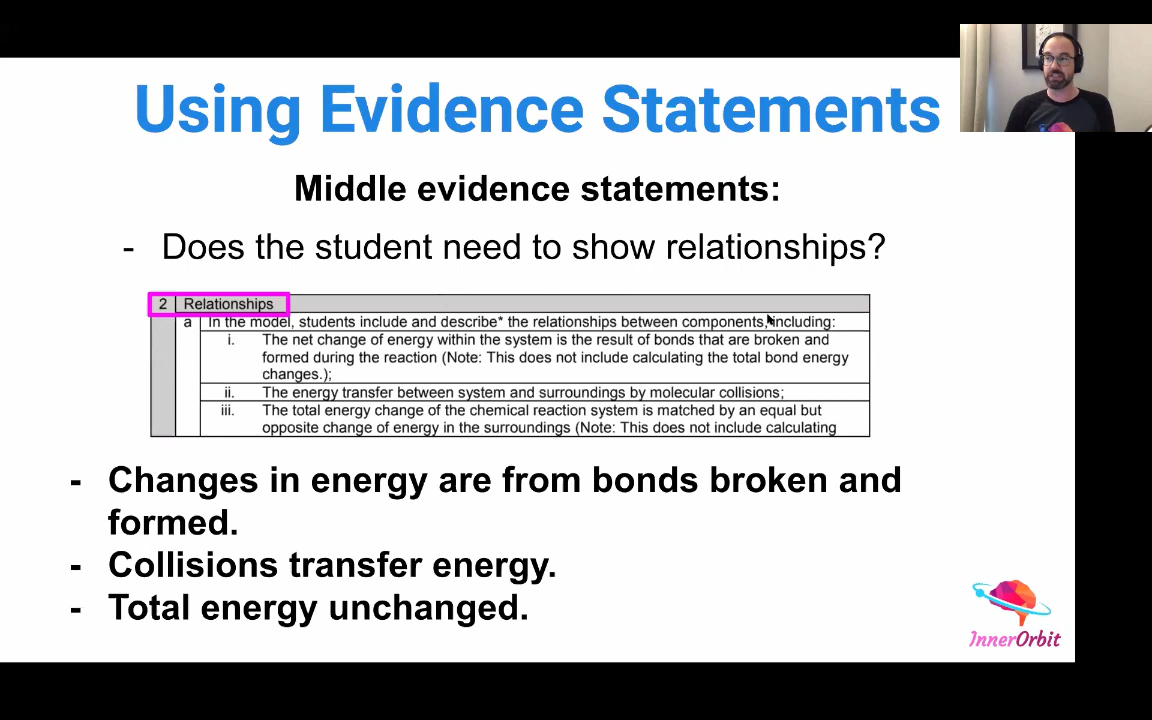 Using Evidence Statements
Middle evidence statements:
- Does the student need to show relationships?
2 Relationships
a In the model, students include and describe* the relationships between components, including:
i. The net change of energy within the system is the result of bonds that are broken and
formed during the reaction (Note: This does not include calculating the total bond energy
changes.);
ii. The energy transfer between system and surroundings by molecular collisions;
iii. The total energy change of the chemical reaction system is matched by an equal but
opposite change of energy in the surroundings (Note: This does not include calculating
- Changes in energy are from bonds broken and
formed.
- Collisions transfer energy.
- Total energy unchanged.
InnerOrbit